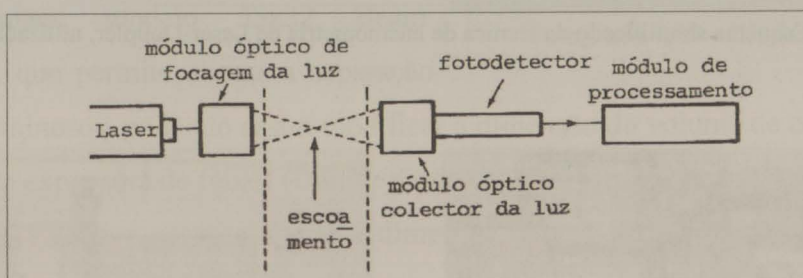 módulo óptico de
focagem da luz
fotodetector
módulo de
processamento
Laser
módulo óptico
colector da luz
escoa
mento